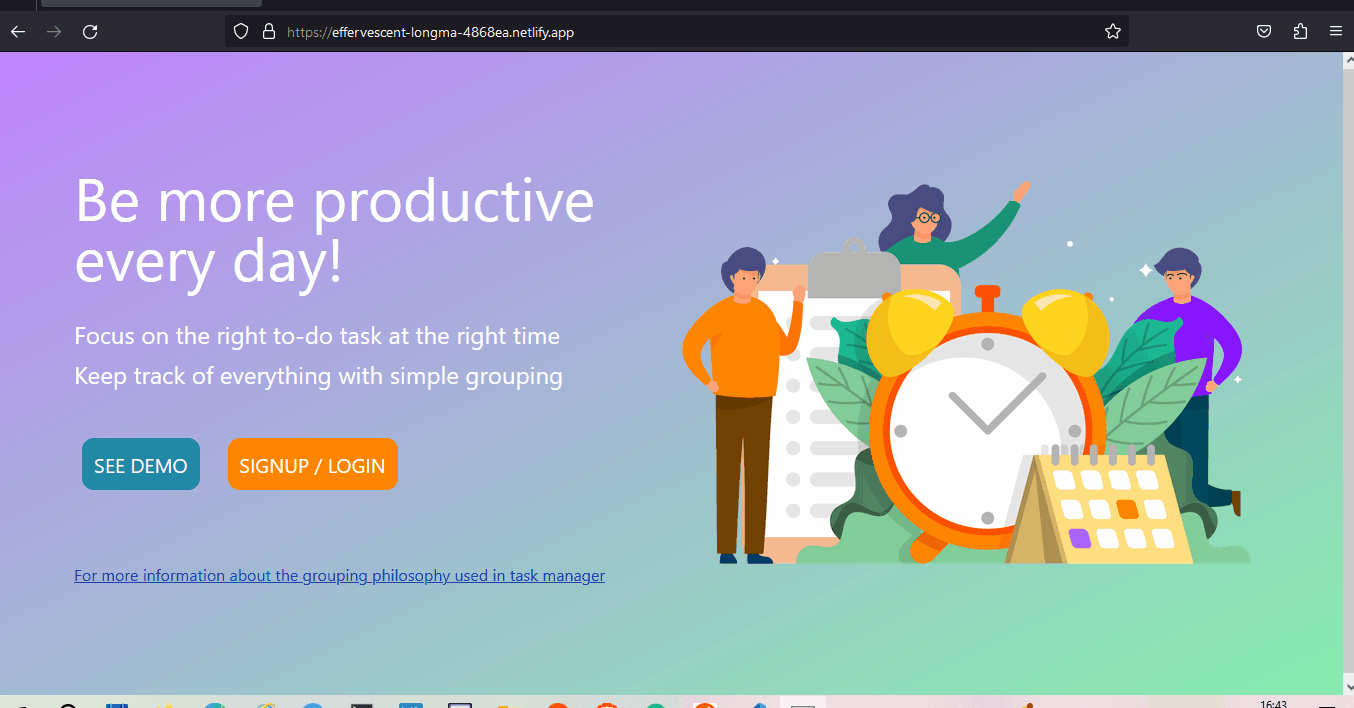 https://effervescent-longma-4868ea.netlify.app
Be more productive
every day!
Focus on the right to-do task at the right time
Keep track of everything with simple grouping
SEE DEMO
SIGNUP / LOGIN
For more information about the grouping philosophy used in task manager
16:43